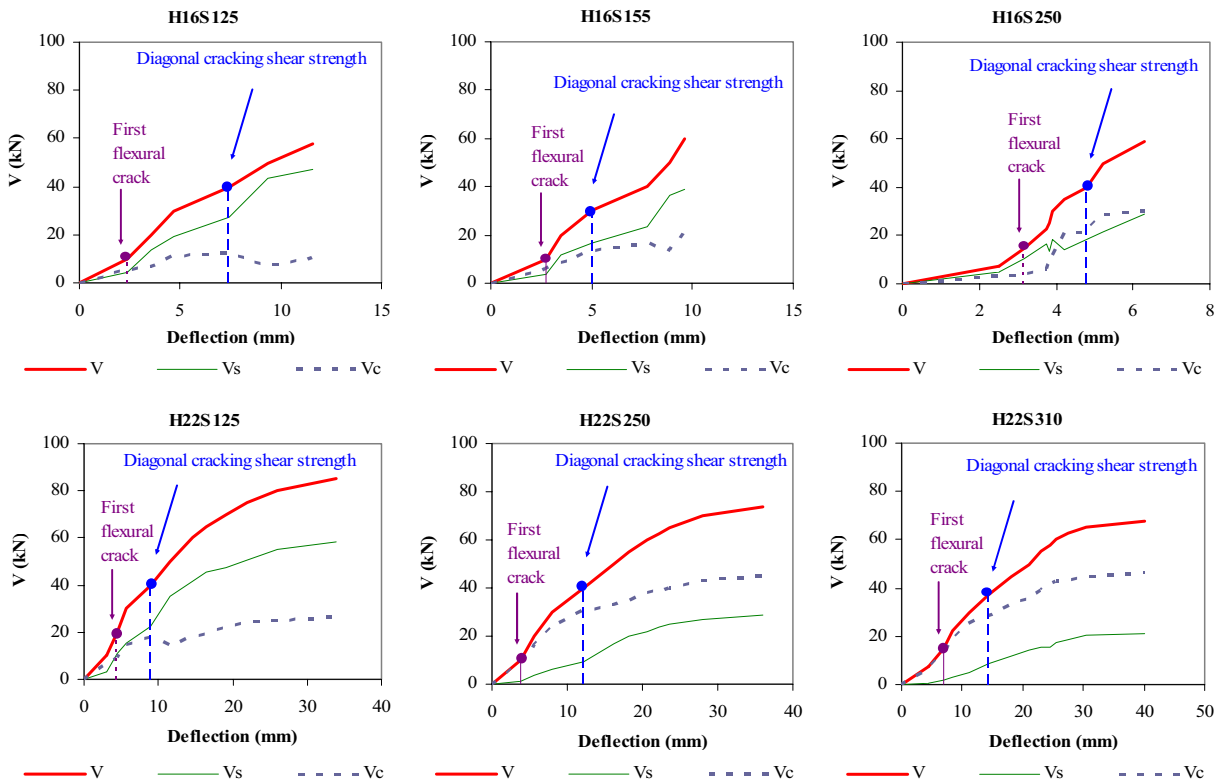 H16S125
100
80
60
40
20
0
V (kN)
Diagonal cracking shear strength
First
flexural
crack
0 5 10 15
Deflection (mm)
V Vs Vc
H16S155
100
80
60
40
20
0
V (kN)
Diagonal cracking shear strength
First
flexural
crack
0 5 10 15
Deflection (mm)
V Vs Vc
H16S250
100
80
60
40
20
0
V (kN)
Diagonal cracking shear strength
First
flexural
crack
0 2 4 6 8
Deflection (mm)
V Vs Vc
H22S125
100
80
60
40
20
0
V (kN)
Diagonal cracking shear strength
First
flexural
crack
0 10 20 30 40
Deflection (mm)
V Vs Vc
H22S250
100
80
60
40
20
0
V (kN)
Diagonal cracking shear strength
First
flexural
crack
0 10 20 30 40
Deflection (mm)
V Vs Vc
H22S310
100
80
60
40
20
0
V (kN)
Diagonal cracking shear strength
First
flexural
crack
0 10 20 30 40 50
Deflection (mm)
V Vs Vc